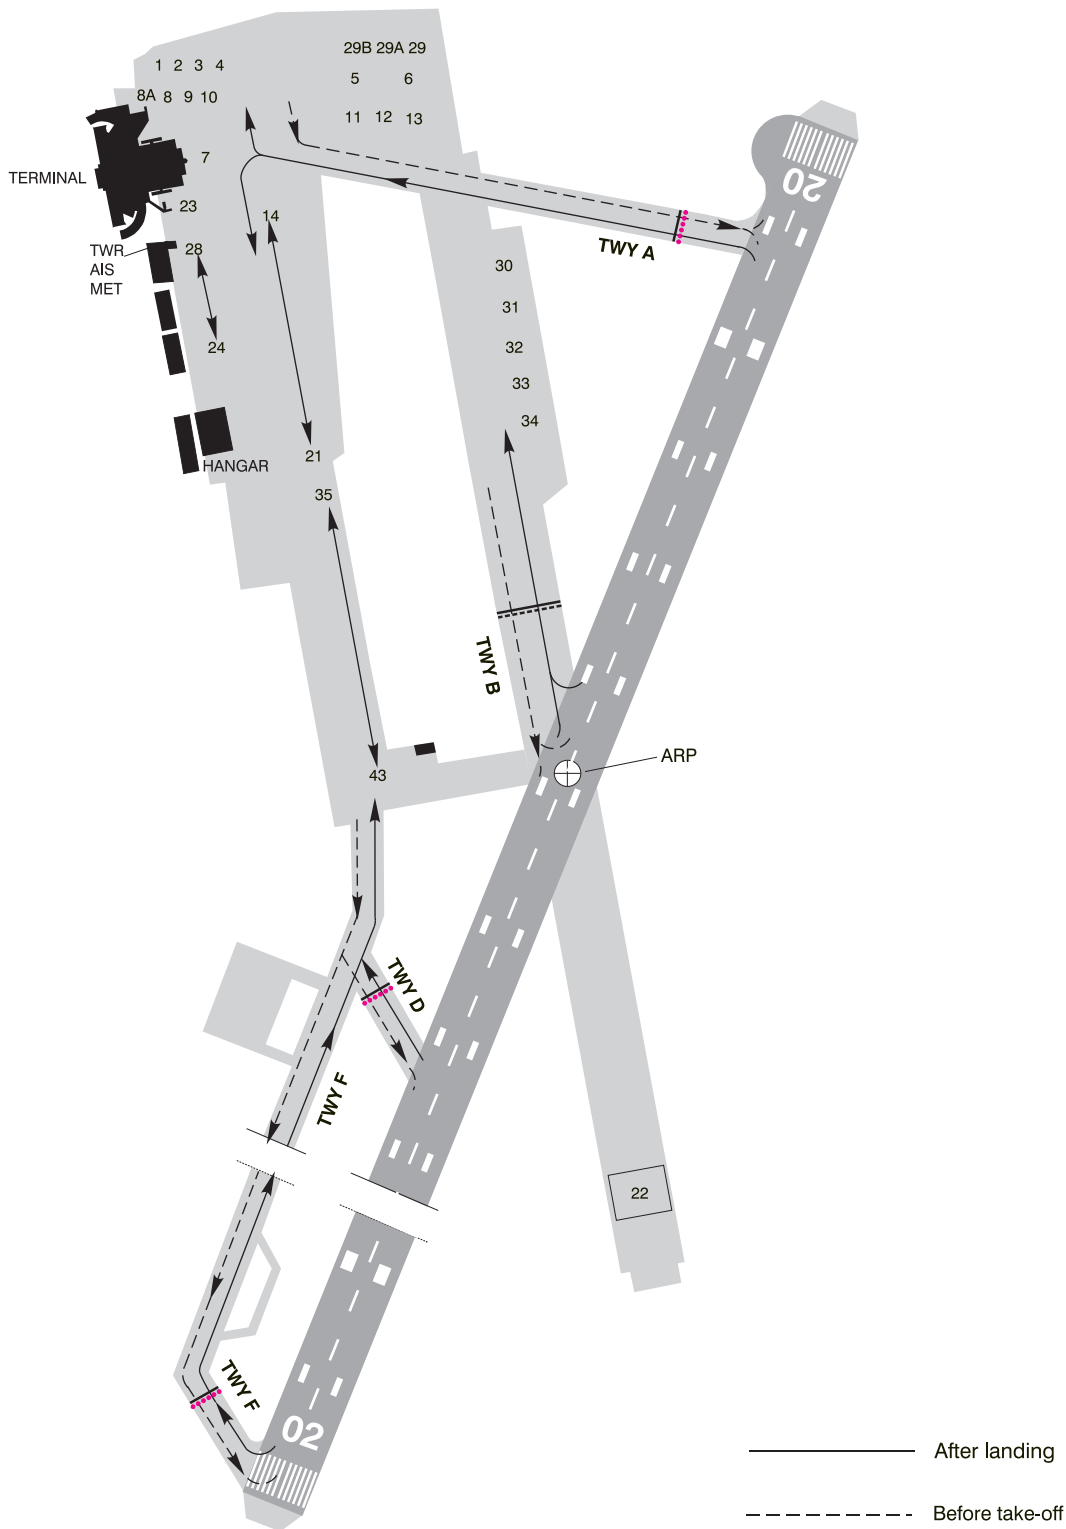 29B 29A 29
1 2 3 4
5 6
8A 8 9 10
11 12 13
7
TERMINAL
20
23
14
TWR
AIS
MET
28
TWY A
30
31
24
32
33
34
21
HANGAR
35
TWY B
ARP
43
TWY D
TWY F
22
TWY F
02
After landing
Before take-off